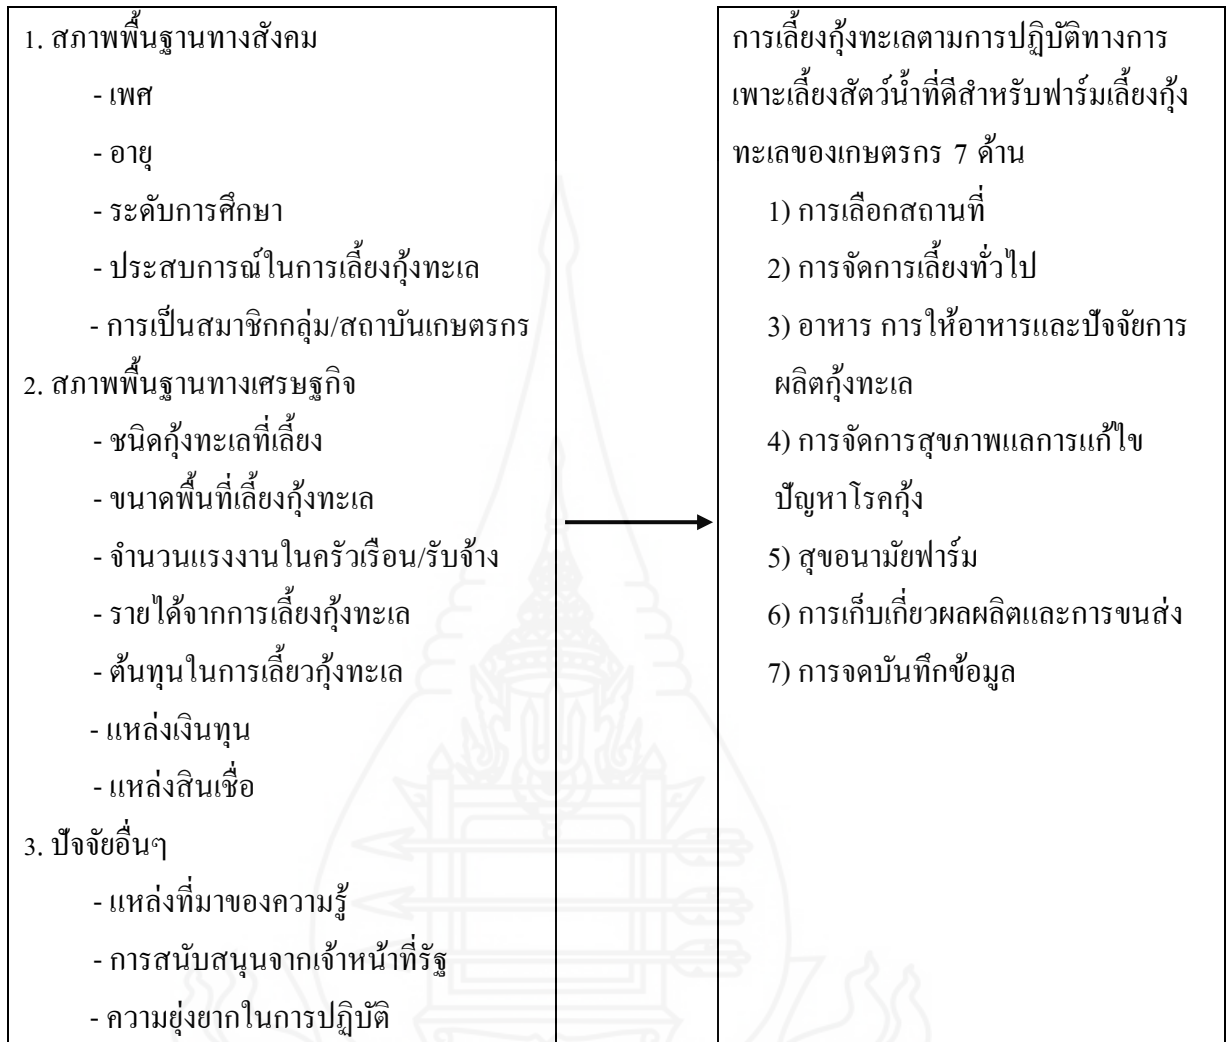 1. สภาพพื้นฐานทางสังคม
- เพศ
- อายุ
- ระดับการศึกษา
- ประสบการณ์ในการเลี้ยงกุ้งทะเล
- การเป็นสมาชิกกลุ่ม/สถาบันเกษตรกร
2. สภาพพื้นฐานทางเศรษฐกิจ
- ชนิดกุ้งทะเลที่เลี้ยง
- ขนาดพื้นที่เลี้ยงกุ้งทะเล
- จำนวนแรงงานในครัวเรือน/รับจ้าง
- รายได้จากการเลี้ยงกุ้งทะเล
- ต้นทุนในการเลี้ยวกุ้งทะเล
- แหล่งเงินทุน
- แหล่งสินเชื่อ
3. ปัจจัยอื่นๆ
- แหล่งที่มาของความรู้
- การสนับสนุนจากเจ้าหน้าที่รัฐ
- ความยุ่งยากในการปฏิบัติ
การเลี้ยงกุ้งทะเลตามการปฏิบัติทางการ
เพาะเลี้ยงสัตว์น้ำที่ดีสำหรับฟาร์มเลี้ยงกุ้ง
ทะเลของเกษตรกร 7 ด้าน
1) การเลือกสถานที่
2) การจัดการเลี้ยงทั่วไป
3) อาหาร การให้อาหารและปัจจัยการ
ผลิตกุ้งทะเล
4) การจัดการสุขภาพแลการแก้ไข
ปัญหาโรคกุ้ง
5) สุขอนามัยฟาร์ม
6) การเก็บเกี่ยวผลผลิตและการขนส่ง
7) การจดบันทึกข้อมูล